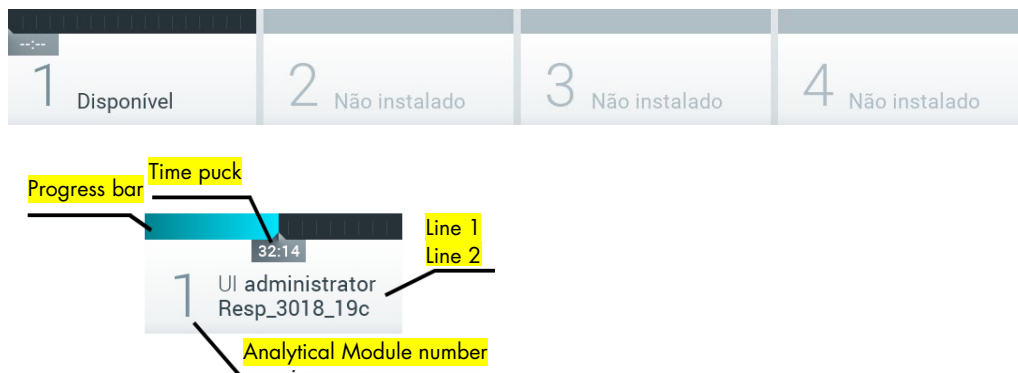 --:--
1 Disponível
2 Não instalado
3 Não instalado
4 Não instalado
Time puck
Progress bar
Line 1
Line 2
32:14
1 UI administrator
Resp_3018_19c
Analytical Module number